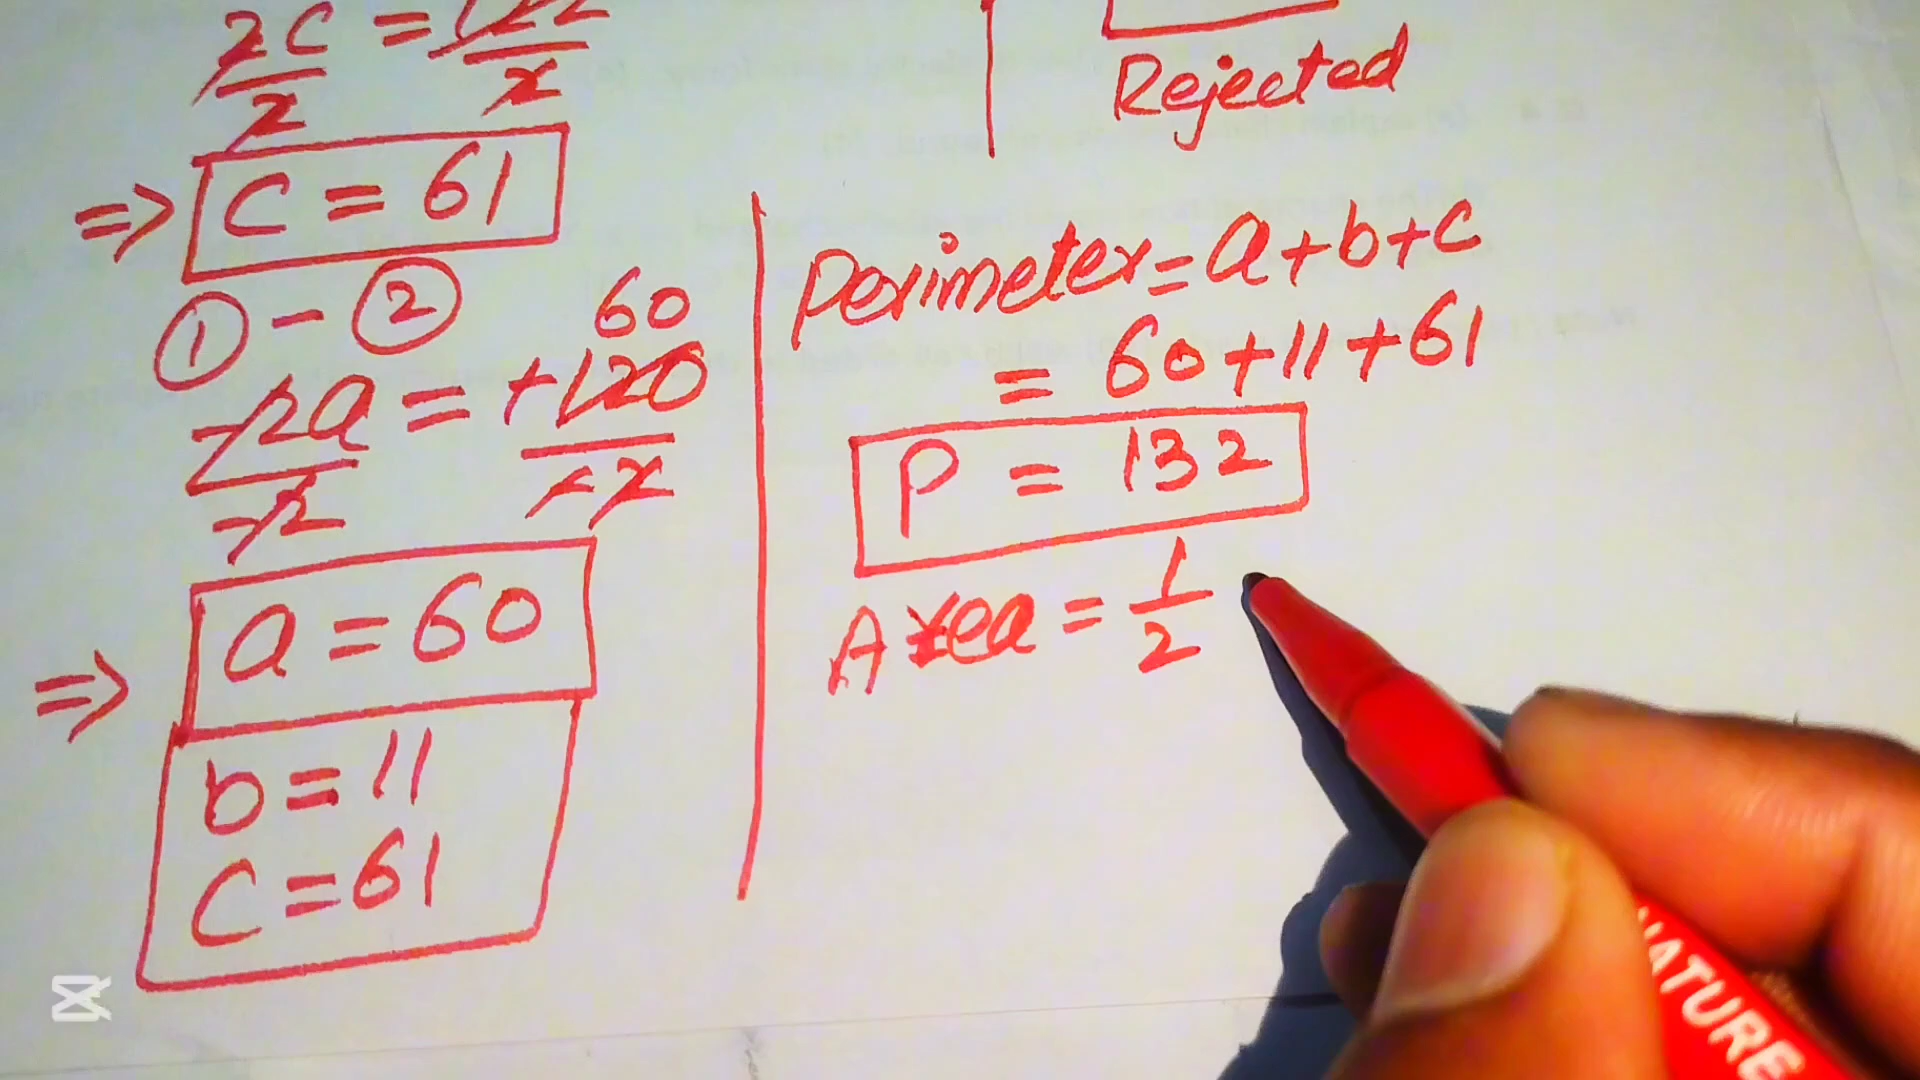 2C = 122
2 2
=> C = 61
① - ②
60
-2a = +120
-2 -2
=> a = 60
b = 11
C = 61
Rejected
Perimeter = a+b+c
= 60+11+61
P = 132
Area = 1/2
NATURE